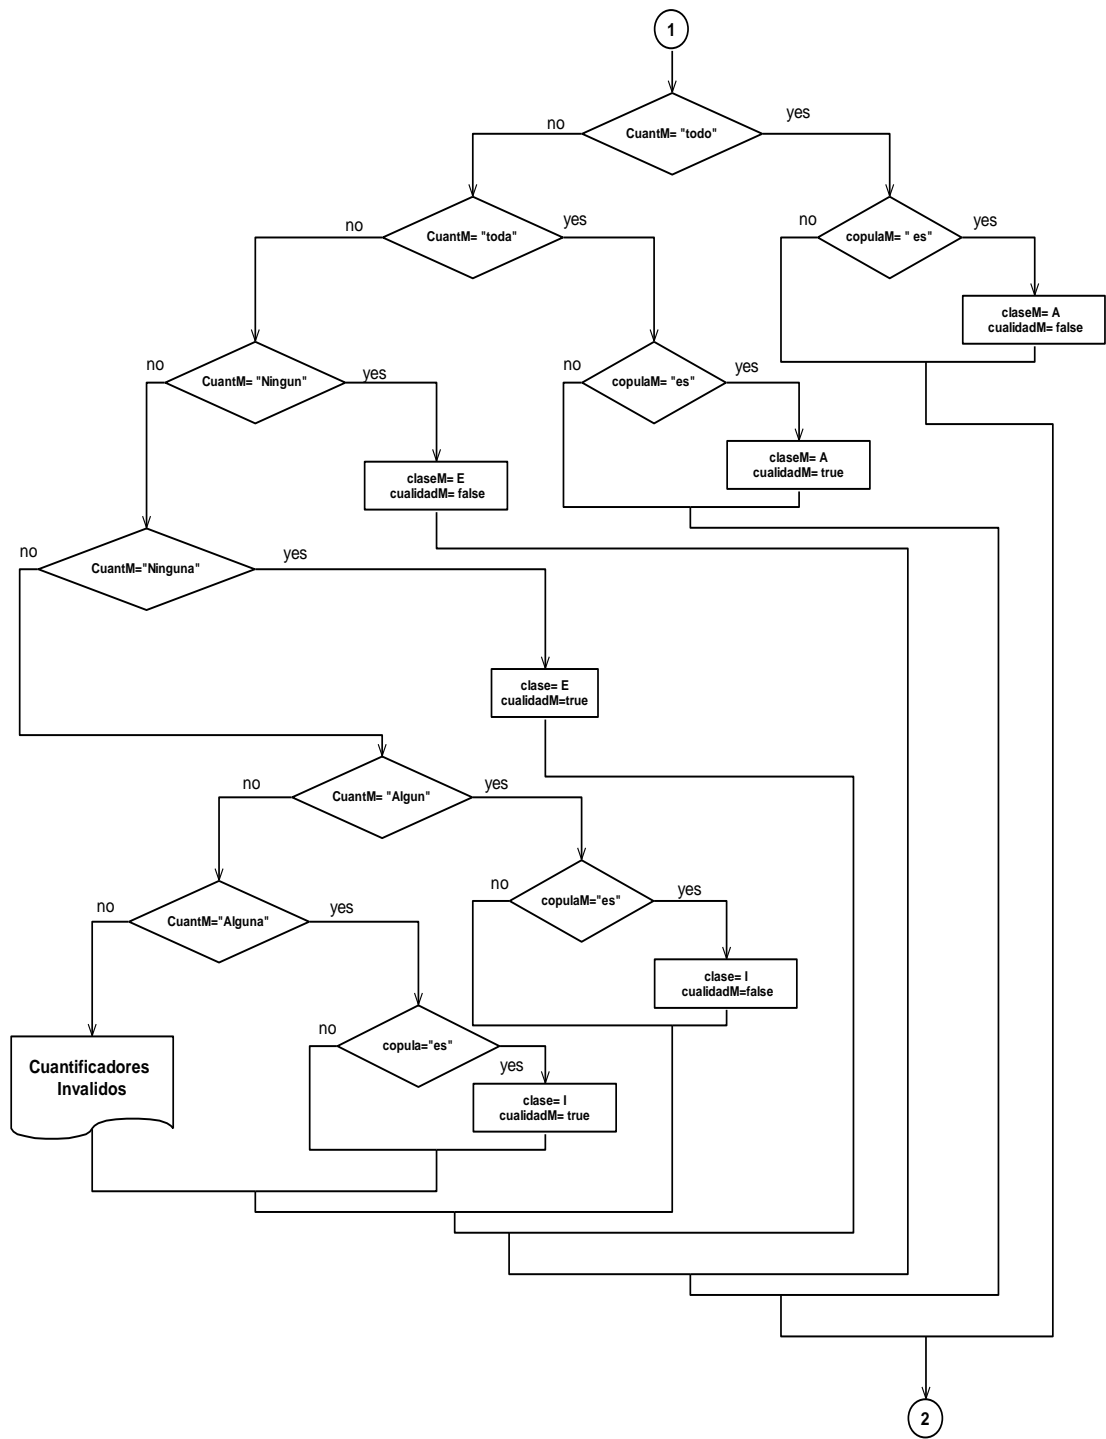 1
CuantM= "todo"
no
yes
CuantM= "toda"
no
yes
copulaM= " es"
no
yes
claseM= A
cualidadM= false
CuantM= "Ningun"
no
yes
copulaM= "es"
no
yes
claseM= A
cualidadM= true
claseM= E
cualidadM= false
CuantM="Ninguna"
no
yes
clase= E
cualidadM=true
CuantM= "Algun"
no
yes
CuantM="Alguna"
no
yes
copulaM="es"
no
yes
clase= I
cualidadM=false
Cuantificadores
Invalidos
copula="es"
no
yes
clase= I
cualidadM= true
2